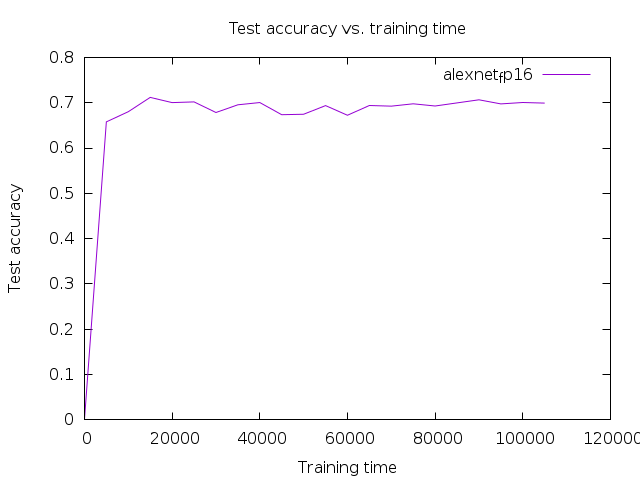 Test accuracy vs. training time
alexnetfp16
0.8
0.7
0.6
0.5
0.4
0.3
0.2
0.1
0
Test accuracy
0 20000 40000 60000 80000 100000 120000
Training time